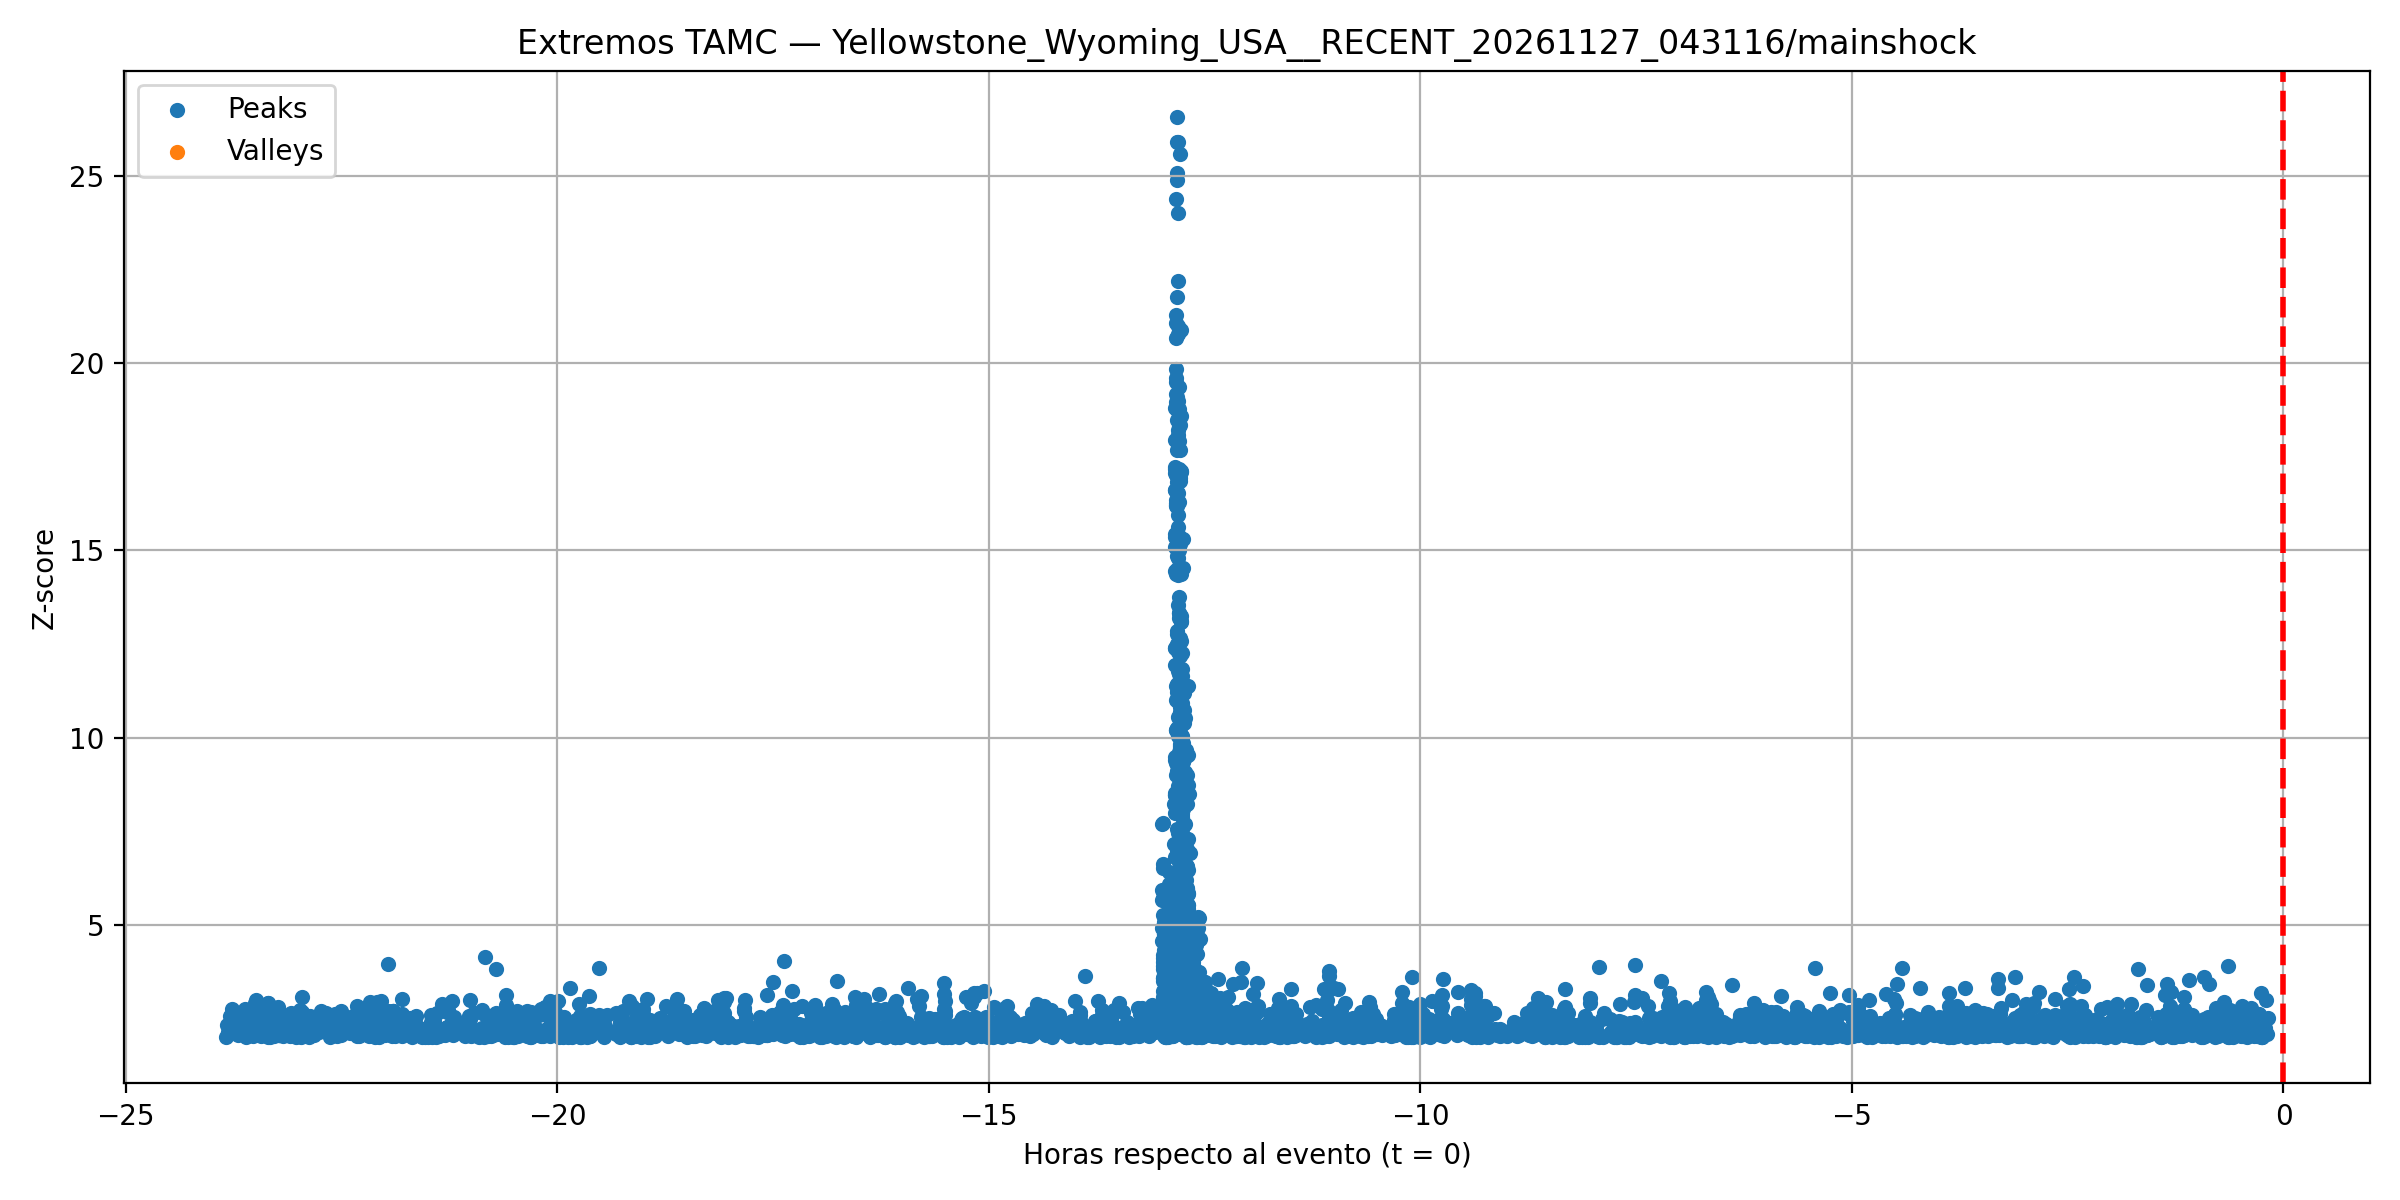 Extremos TAMC — Yellowstone_Wyoming_USA__RECENT_20261127_043116/mainshock
Peaks
Valleys
25
20
15
10
5
Z-score
−25
−20
−15
−10
−5
0
Horas respecto al evento (t = 0)